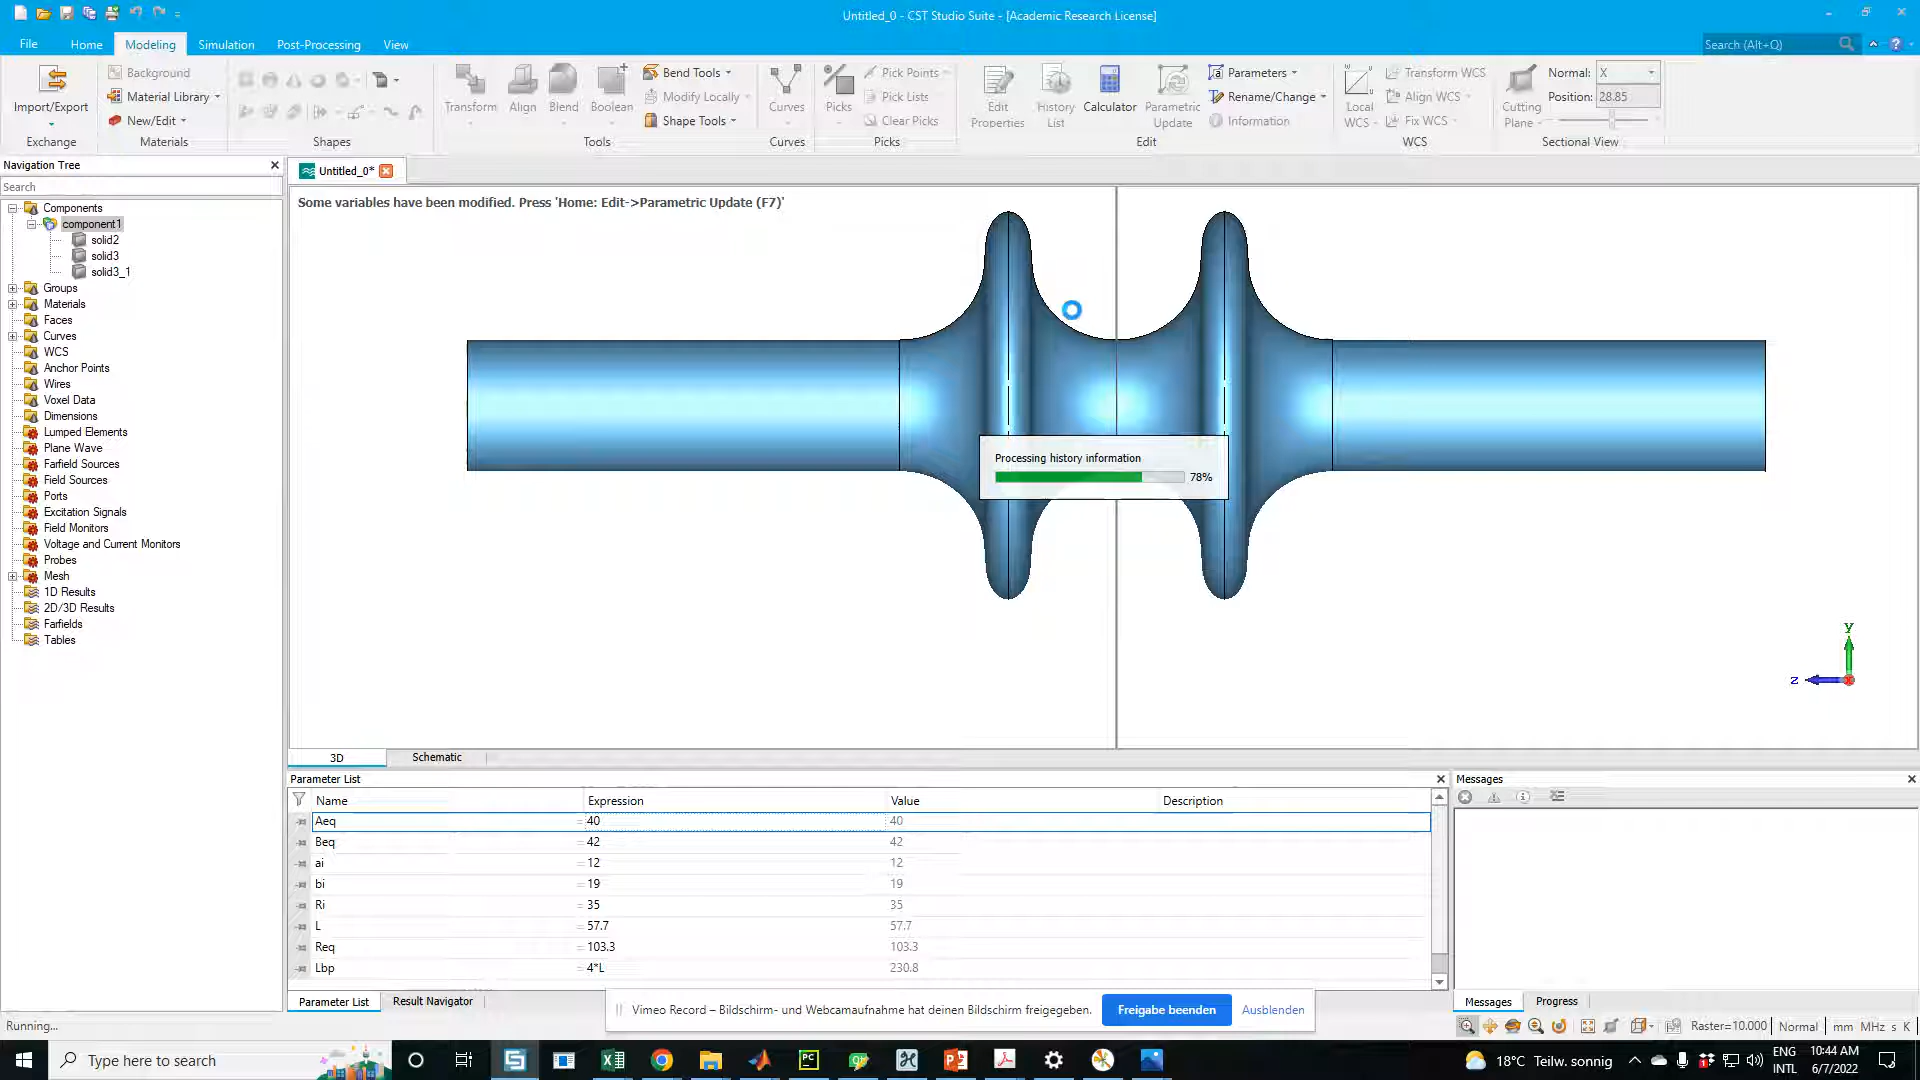 Untitled_0 - CST Studio Suite - [Academic Research License]
File
Home
Modeling
Simulation
Post-Processing
View
Search (Alt+Q)
Import/Export
Exchange
Background
Material Library
New/Edit
Materials
Shapes
Transform
Align
Blend
Boolean
Bend Tools
Modify Locally
Shape Tools
Tools
Curves
Curves
Picks
Pick Points
Pick Lists
Clear Picks
Picks
Edit Properties
History List
Calculator
Parametric Update
Parameters
Rename/Change
Information
Edit
Local WCS
Transform WCS
Align WCS
Fix WCS
WCS
Cutting Plane
Normal: X
Position: 28.85
Sectional View
Navigation Tree
Search
Components
component1
solid2
solid3
solid3_1
Groups
Materials
Faces
Curves
WCS
Anchor Points
Wires
Voxel Data
Dimensions
Lumped Elements
Plane Wave
Farfield Sources
Field Sources
Ports
Excitation Signals
Field Monitors
Voltage and Current Monitors
Probes
Mesh
1D Results
2D/3D Results
Farfields
Tables
Untitled_0*
Some variables have been modified. Press 'Home: Edit->Parametric Update (F7)'
Processing history information
78%
y
z
x
3D
Schematic
Parameter List
Name Expression Value Description
Aeq = 40 40
Beq = 42 42
ai = 12 12
bi = 19 19
Ri = 35 35
L = 57.7 57.7
Req = 103.3 103.3
Lbp = 4*L 230.8
Parameter List
Result Navigator
Messages
Messages
Progress
Vimeo Record – Bildschirm- und Webcamaufnahme hat deinen Bildschirm freigegeben.
Freigabe beenden
Ausblenden
Running...
Raster=10.000
Normal
mm MHz s K
Type here to search
18°C Teilw. sonnig
ENG
INTL
10:44 AM
6/7/2022